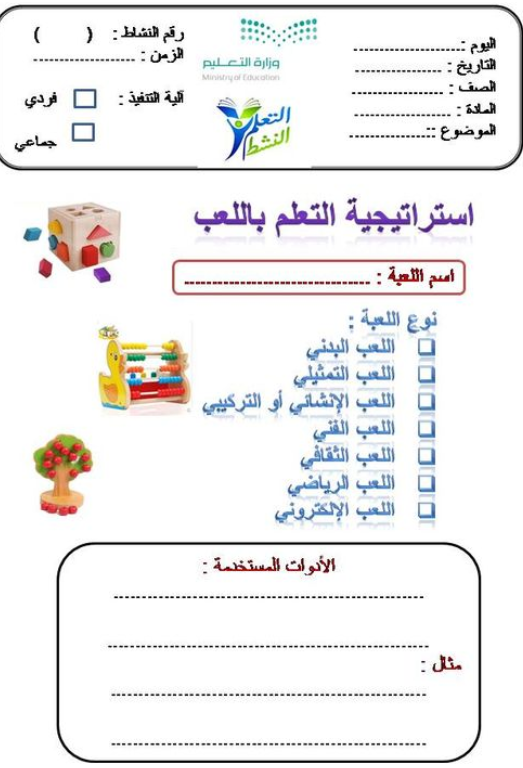 اليوم :--------------------
التاريخ : -----------------
الصف : ------------------
المادة : -------------------
الموضوع ::---------------
وزارة التعليم
Ministry of Education
التعلم
النشط
رقم النشاط : ( )
الزمن : --------------------
آلية التنفيذ : فردي
جماعي
استراتيجية التعلم باللعب
اسم اللعبة : ----------------------------------
نوع اللعبة :
اللعب البدني
اللعب التمثيلي
اللعب الإنشائي أو التركيبي
اللعب الفني
اللعب الثقافي
اللعب الرياضي
اللعب الإلكتروني
الأدوات المستخدمة :
------------------------------------------------------------
--------------------------------------------------------------
مثال :
-------------------------------------------------------------
-------------------------------------------------------------